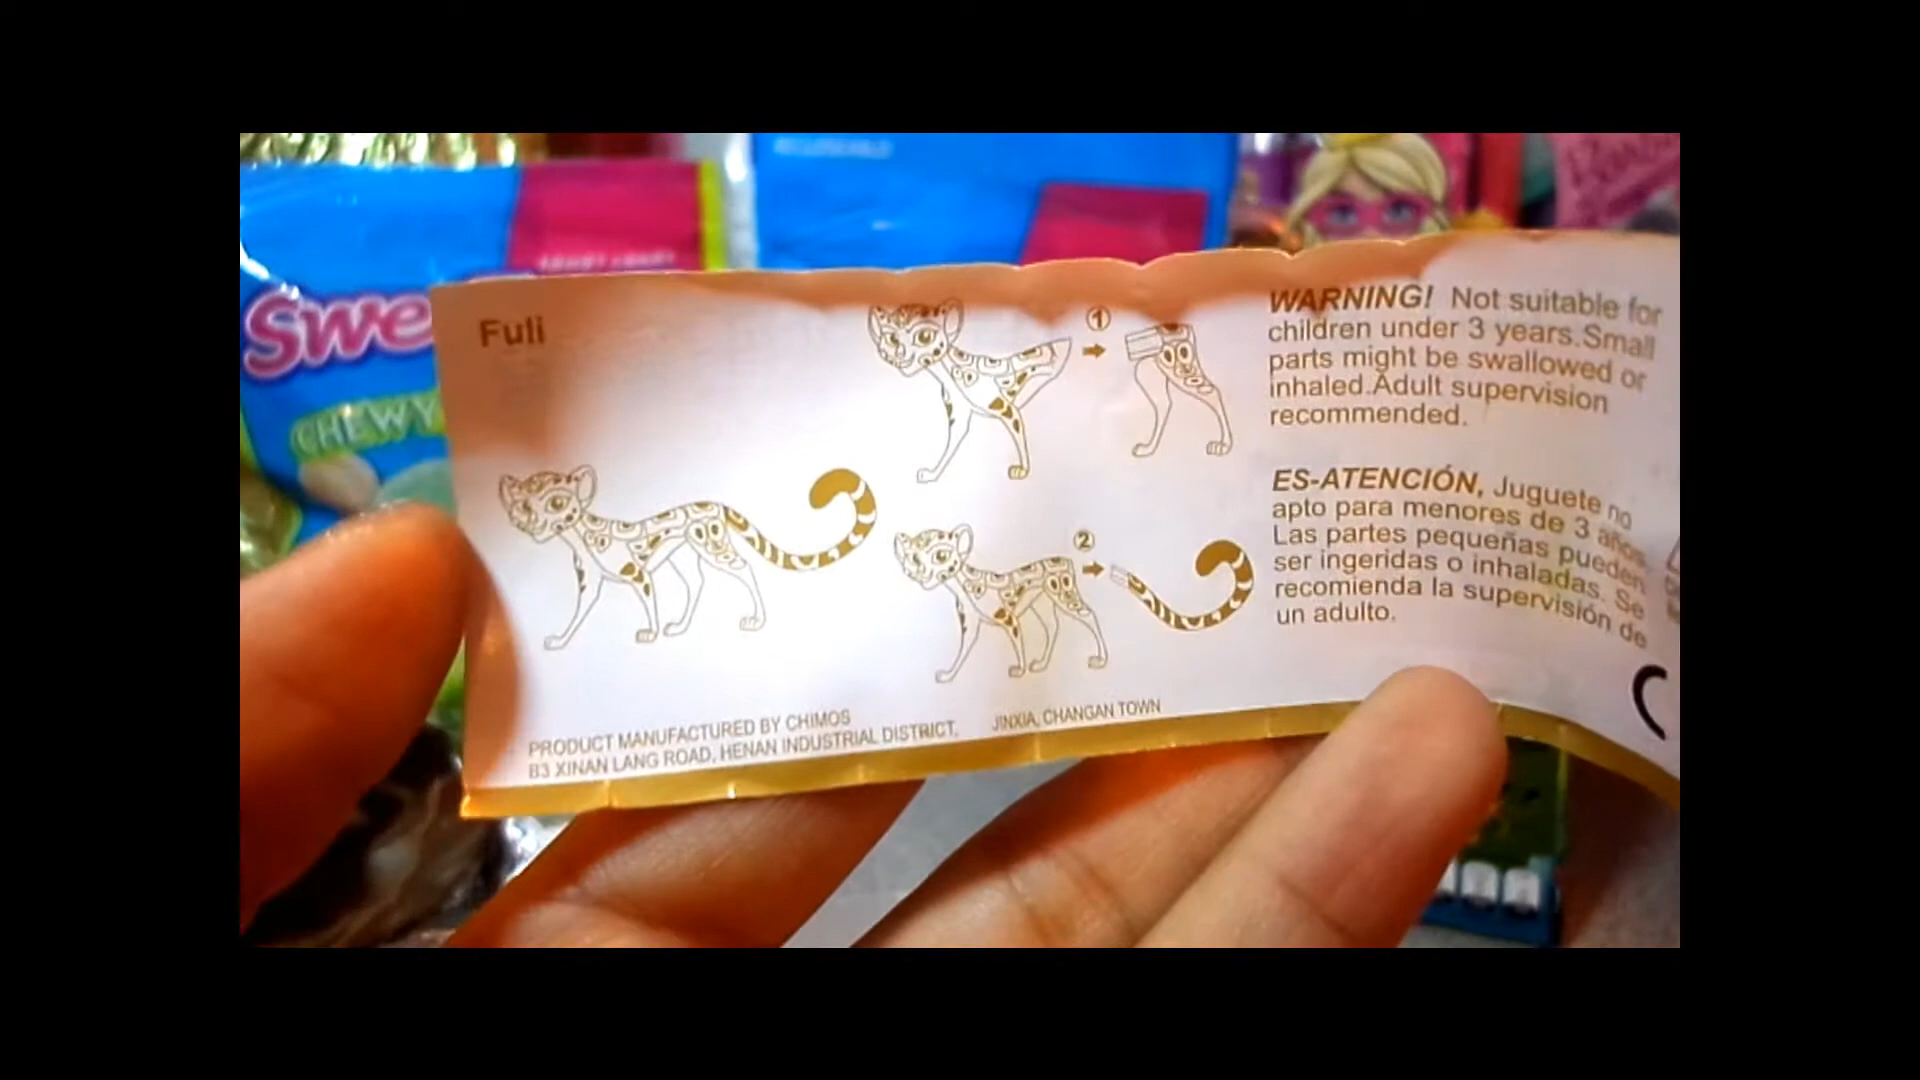 Swe
CHEWY
Fuli
1
2
WARNING! Not suitable for
children under 3 years.Small
parts might be swallowed or
inhaled.Adult supervision
recommended.
ES-ATENCIÓN, Juguete no
apto para menores de 3 años.
Las partes pequeñas pueden
ser ingeridas o inhaladas. Se
recomienda la supervisión de
un adulto.
PRODUCT MANUFACTURED BY CHIMOS
B3 XINAN LANG ROAD, HENAN INDUSTRIAL DISTRICT, JINXIA, CHANGAN TOWN